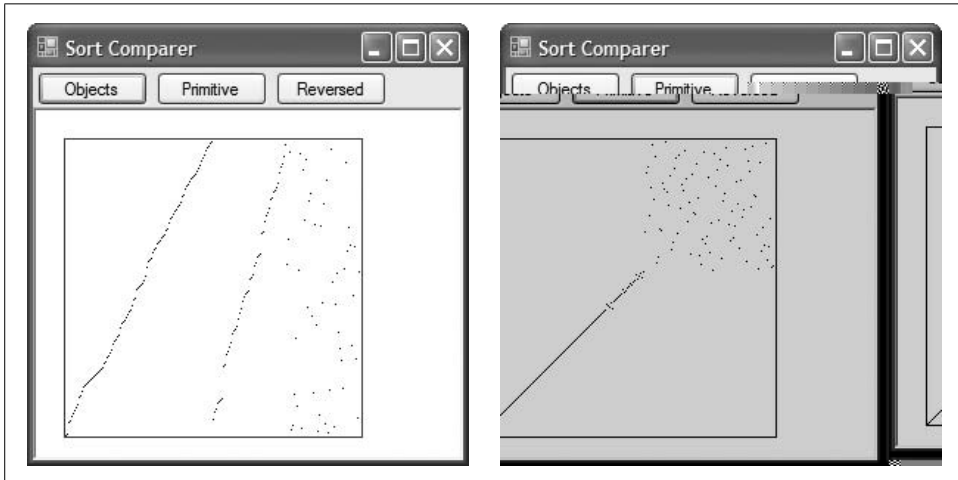 Sort Comparer
Objects Primitive Reversed
Sort Comparer
Objects Primitive